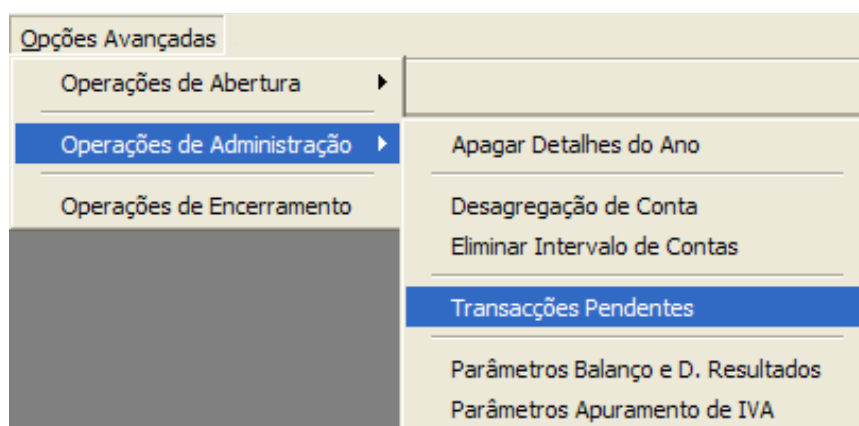 Opções Avançadas
Operações de Abertura
Operações de Administração
Operações de Encerramento
Apagar Detalhes do Ano
Desagregação de Conta
Eliminar Intervalo de Contas
Transacções Pendentes
Parâmetros Balanço e D. Resultados
Parâmetros Apuramento de IVA